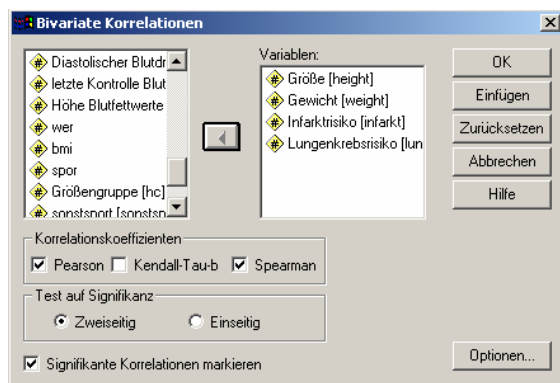 Bivariate Korrelationen
Diastolischer Blutdr
letzte Kontrolle Blut
Höhe Blutfettwerte
wer
bmi
spor
Größengruppe [hc]
sonstsport [sonstsp
Variablen:
Größe [height]
Gewicht [weight]
Infarktrisiko [infarkt]
Lungenkrebsrisiko [lun
OK
Einfügen
Zurücksetzen
Abbrechen
Hilfe
Korrelationskoeffizienten
Pearson Kendall-Tau-b Spearman
Test auf Signifikanz
Zweiseitig Einseitig
Signifikante Korrelationen markieren
Optionen...